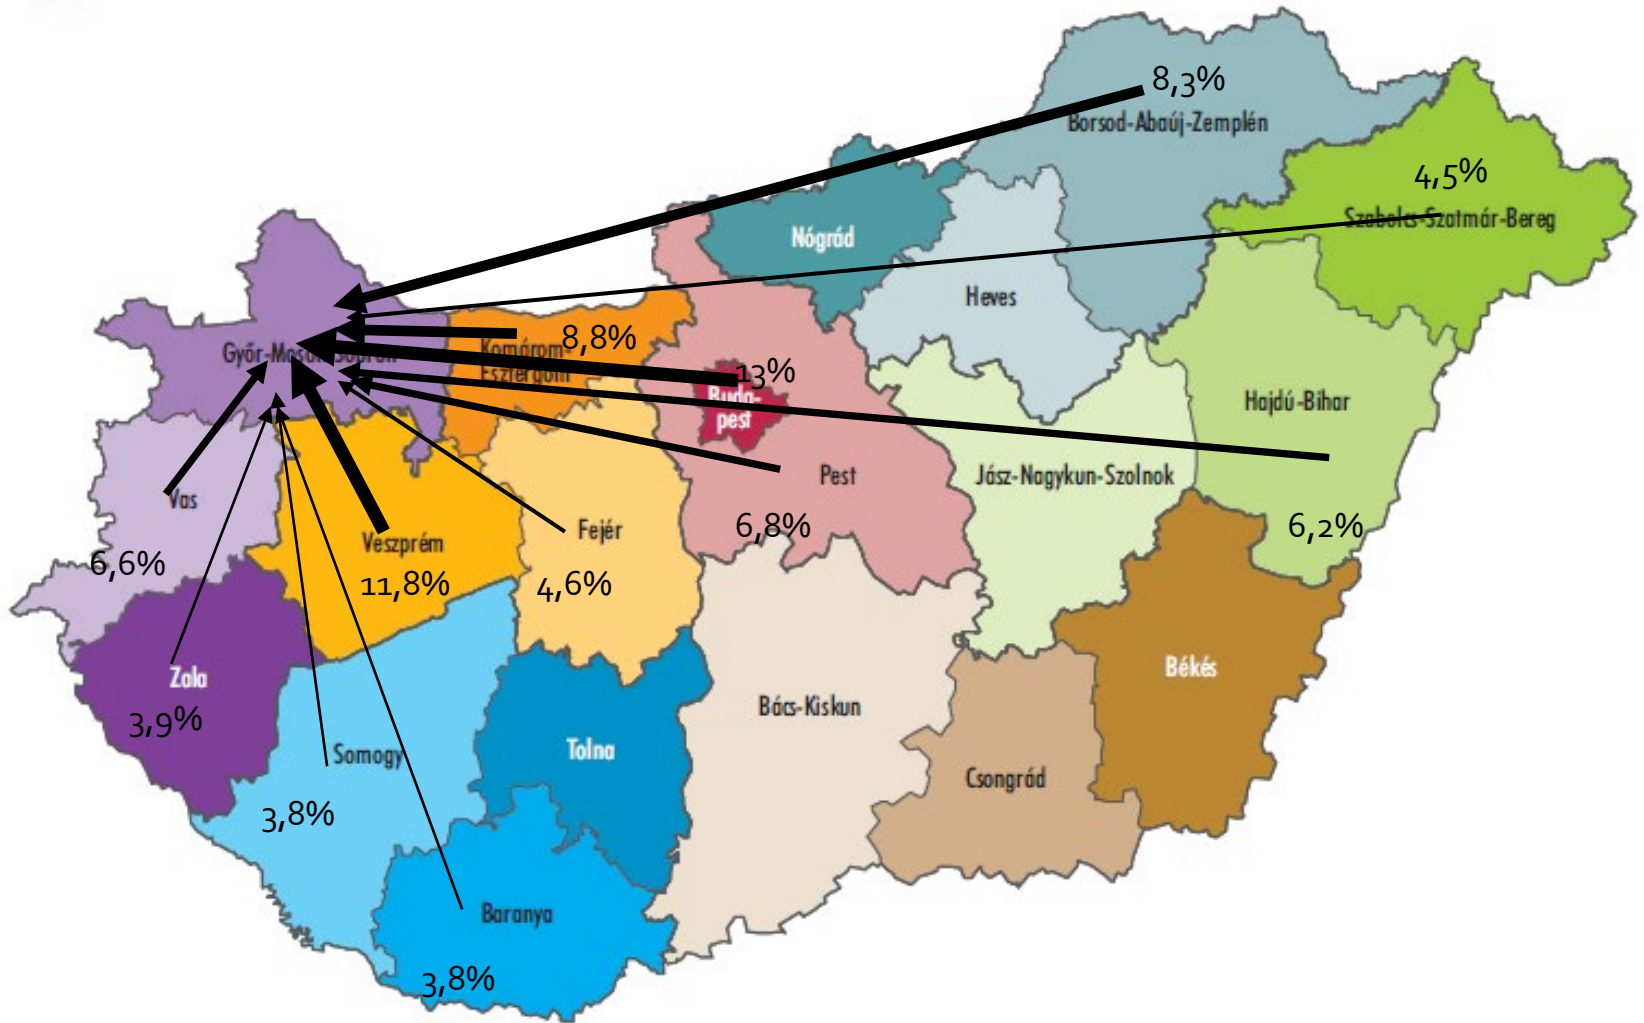 8,3%
Borsod-Abaúj-Zemplén
4,5%
Szabolcs-Szatmár-Bereg
Nógrád
Heves
Győr-Moson-Sopron
Komárom-
Esztergom
8,8%
13%
Buda-
pest
Hajdú-Bihar
Pest
6,8%
Jász-Nagykun-Szolnok
6,2%
Vas
6,6%
Veszprém
11,8%
Fejér
4,6%
Zala
3,9%
Somogy
3,8%
Tolna
Bács-Kiskun
Csongrád
Békés
Baranya
3,8%